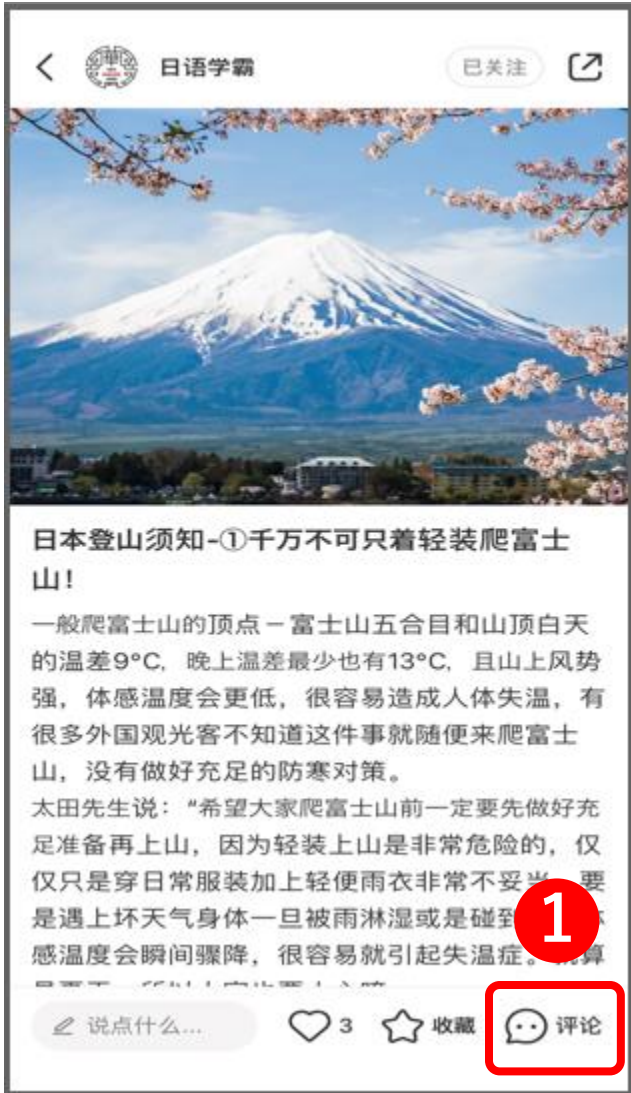 日语学霸
已关注
日本登山须知-①千万不可只着轻装爬富士
山！
一般爬富士山的顶点－富士山五合目和山顶白天
的温差9°C，晚上温差最少也有13°C，且山上风势
强，体感温度会更低，很容易造成人体失温，有
很多外国观光客不知道这件事就随便来爬富士
山，没有做好充足的防寒对策。
太田先生说：“希望大家爬富士山前一定要先做好充
足准备再上山，因为轻装上山是非常危险的，仅
仅只是穿日常服装加上轻便雨衣非常不妥当，要
是遇上坏天气身体一旦被雨淋湿或是碰到
感温度会瞬间骤降，很容易就引起失温症。
1
说点什么...
3
收藏
评论